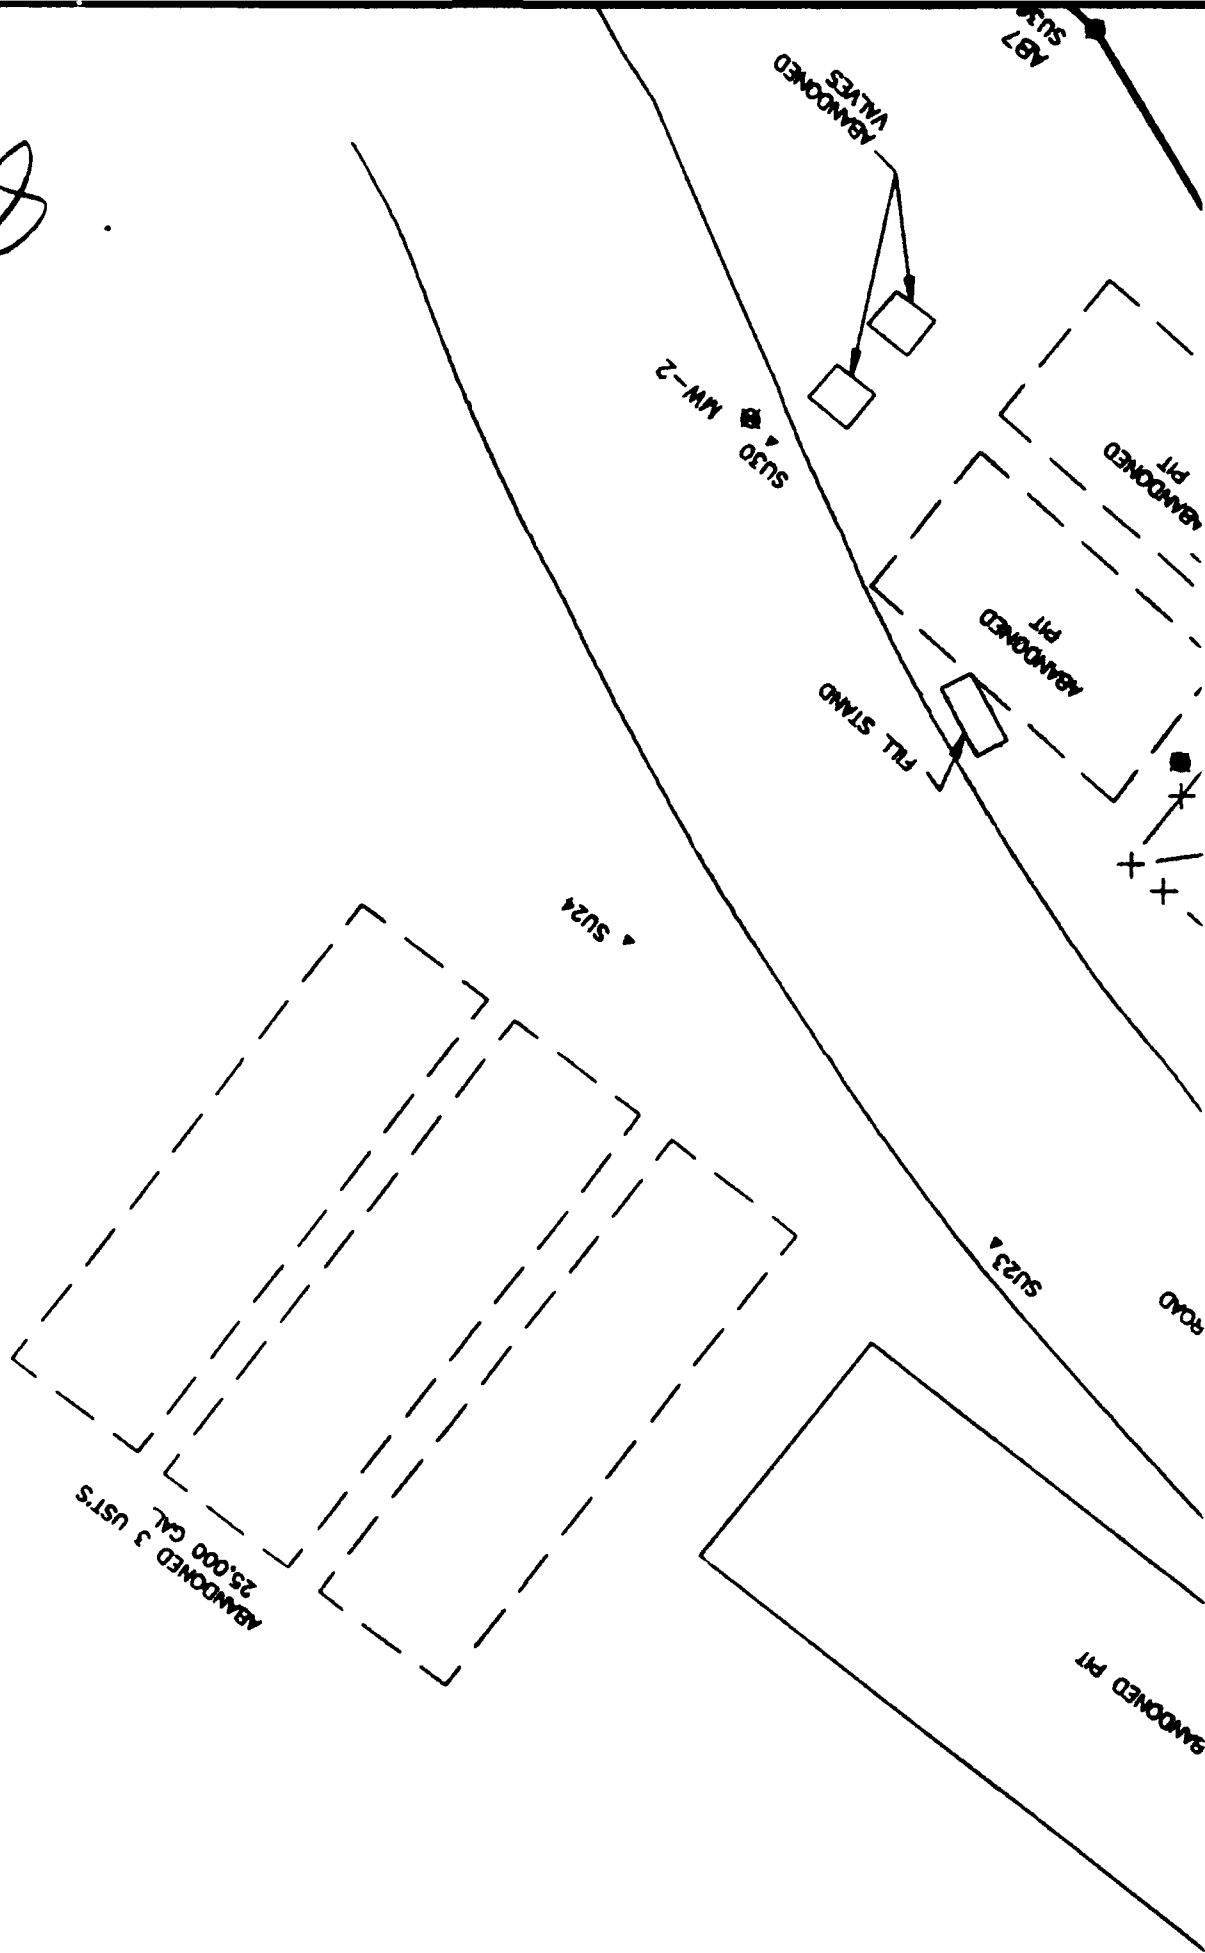 AB7
ABANDONED
VALVES
MW-2
SU30
ABANDONED
PIT
ABANDONED
PIT
FILL STAND
SU24
SU23
ROAD
ABANDONED 3 UST'S
25,000 GAL
BANDONED PIT